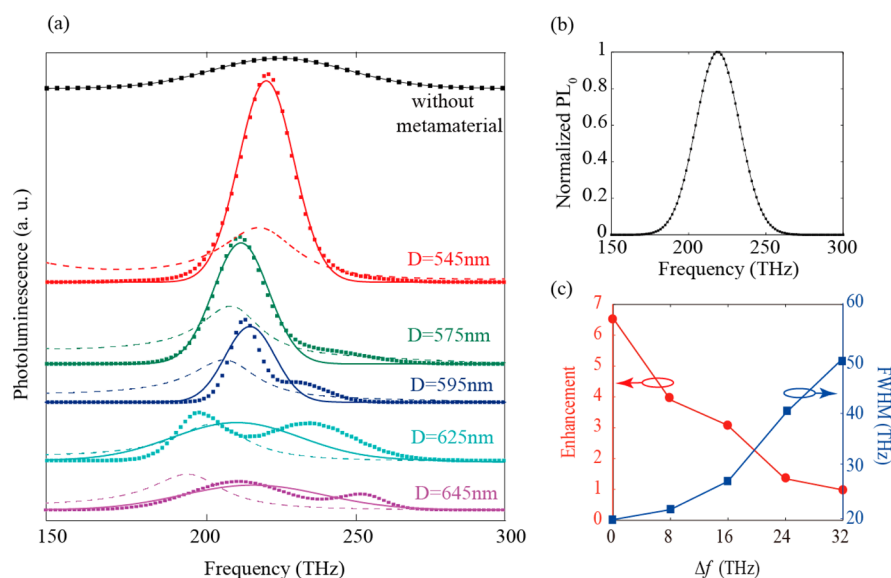 (a)
without
metamaterial
D=545nm
D=575nm
D=595nm
D=625nm
D=645nm
Photoluminescence (a. u.)
150
200
250
300
Frequency (THz)
(b)
1
0.8
0.6
0.4
0.2
0
Normalized PL0
150
200
250
300
Frequency (THz)
(c)
7
6
5
4
3
2
1
0
Enhancement
60
50
40
30
20
FWHM (THz)
0
8
16
24
32
Δf (THz)